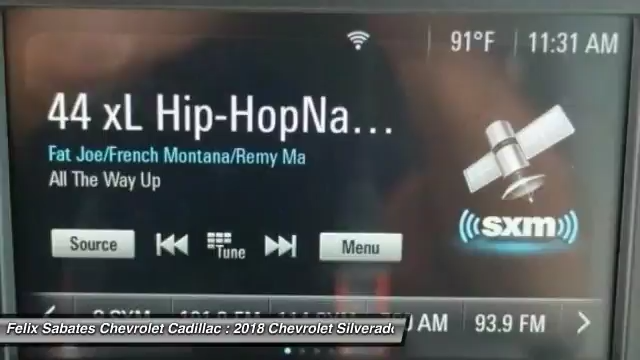 91°F 11:31 AM
44 xL Hip-HopNa...
Fat Joe/French Montana/Remy Ma
All The Way Up
sxm
Source Tune Menu
AM 93.9 FM
Felix Sabates Chevrolet Cadillac : 2018 Chevrolet Silverado